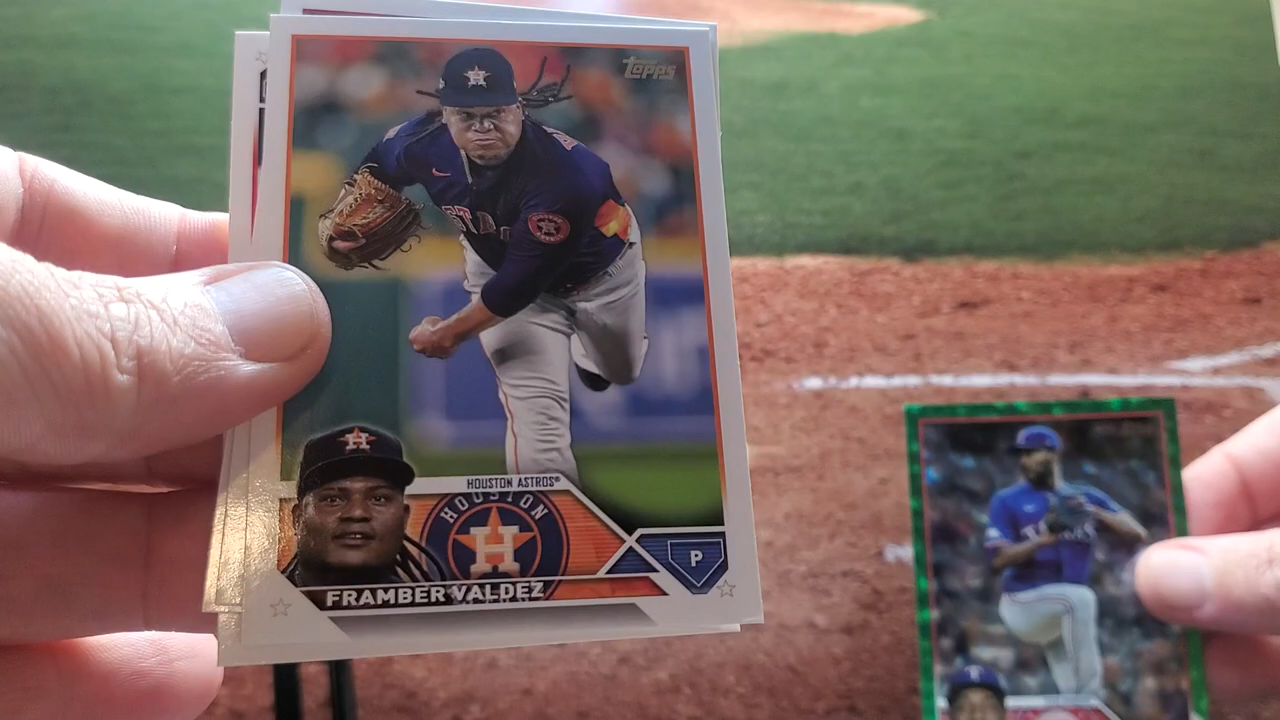 Topps
HOUSTON ASTROS®
HOUSTON
H
P
FRAMBER VALDEZ